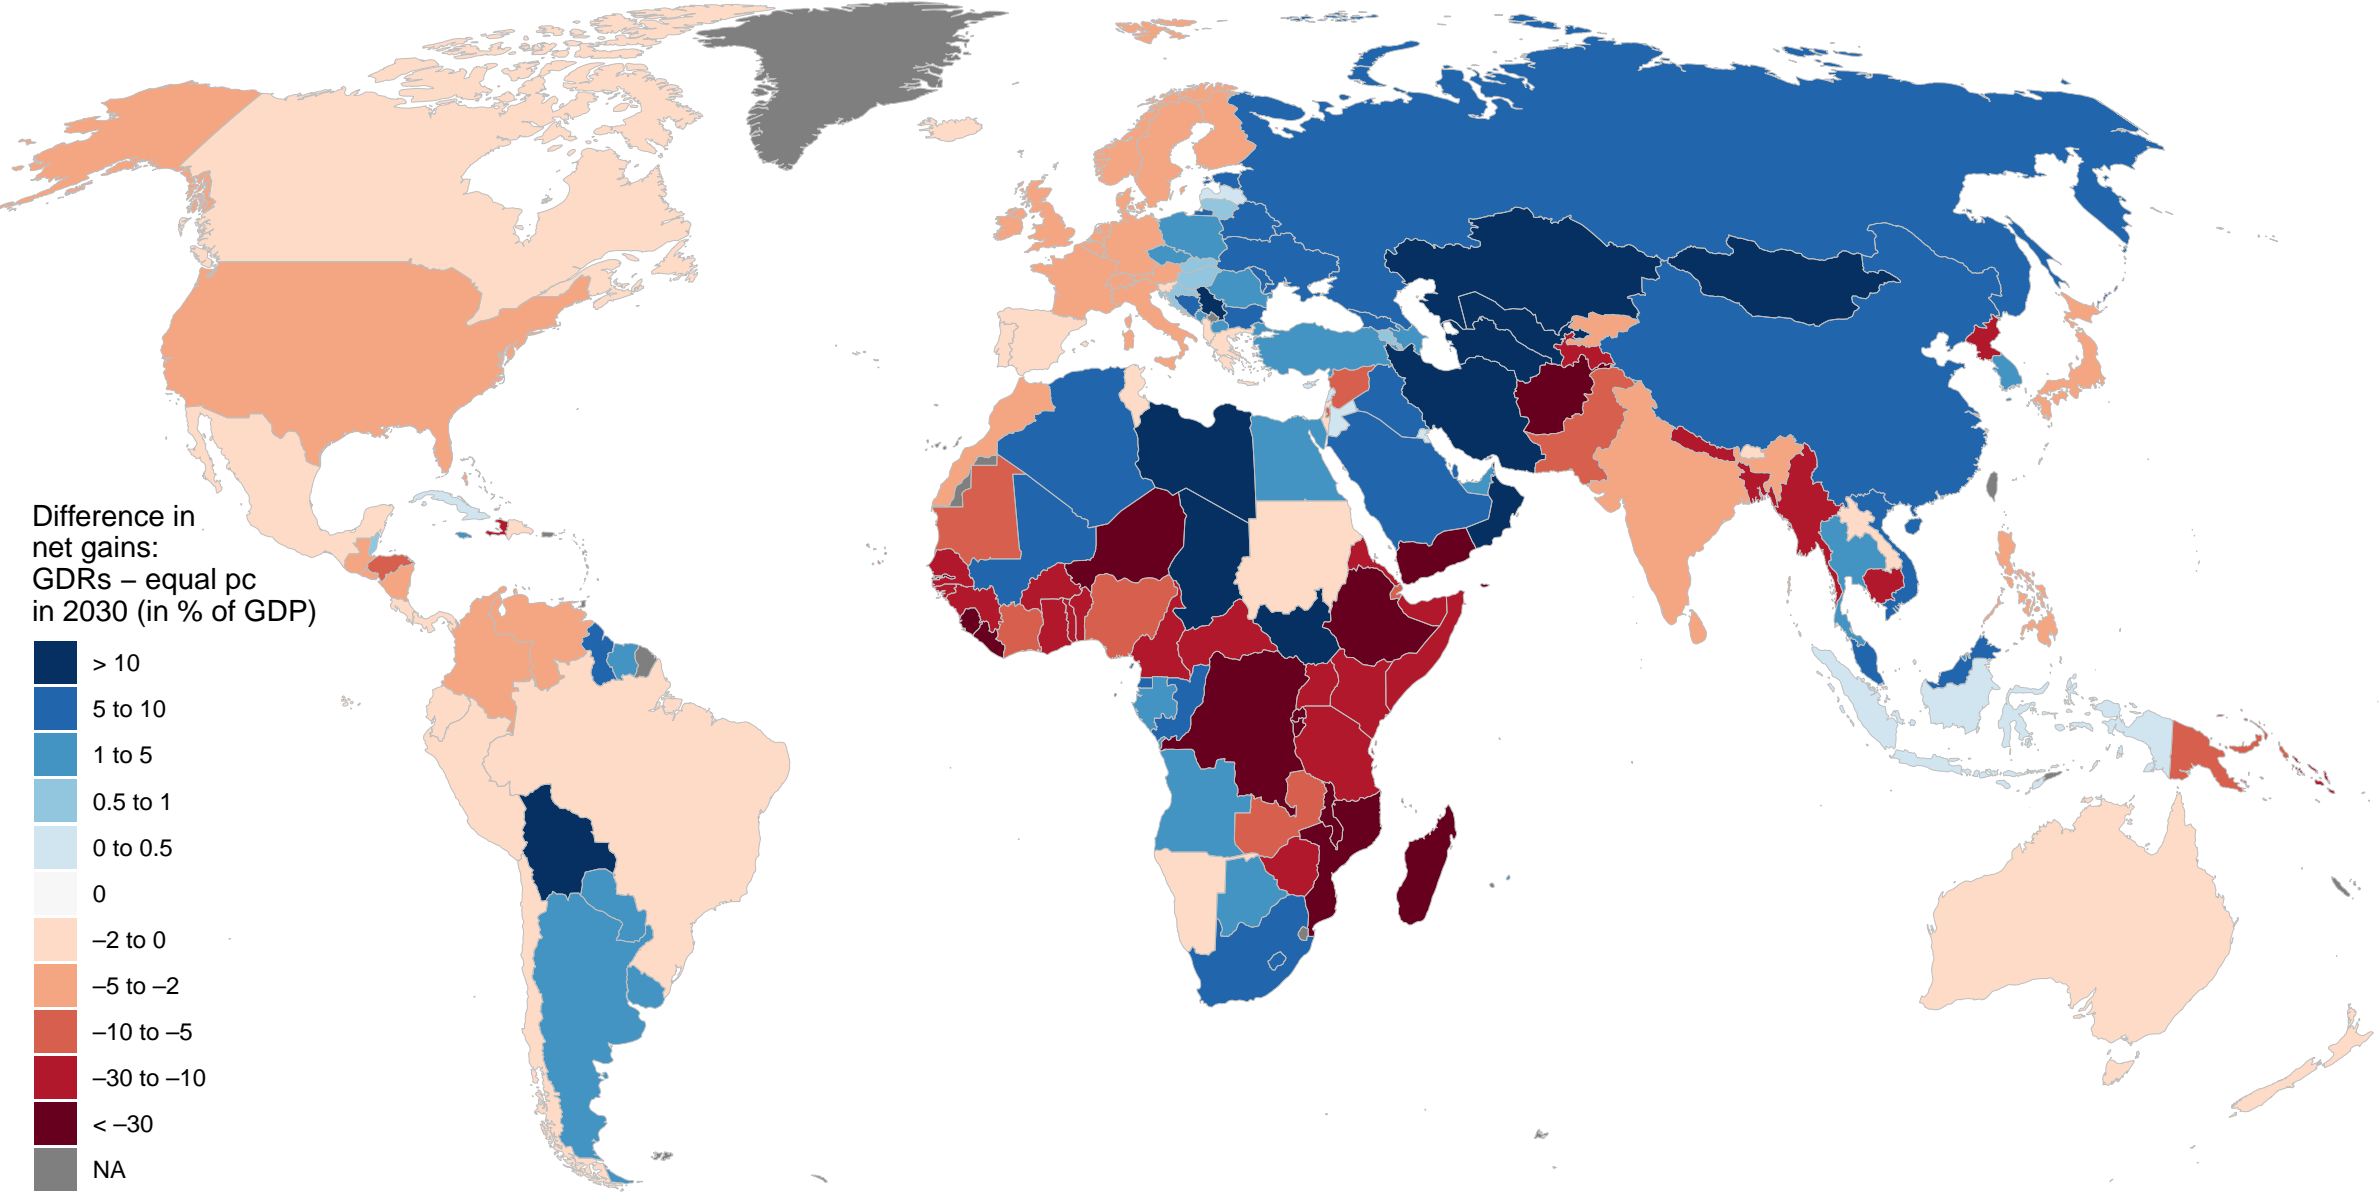 Difference in
net gains:
GDRs – equal pc
in 2030 (in % of GDP)
> 10
5 to 10
1 to 5
0.5 to 1
0 to 0.5
0
–2 to 0
–5 to –2
–10 to –5
–30 to –10
< –30
NA